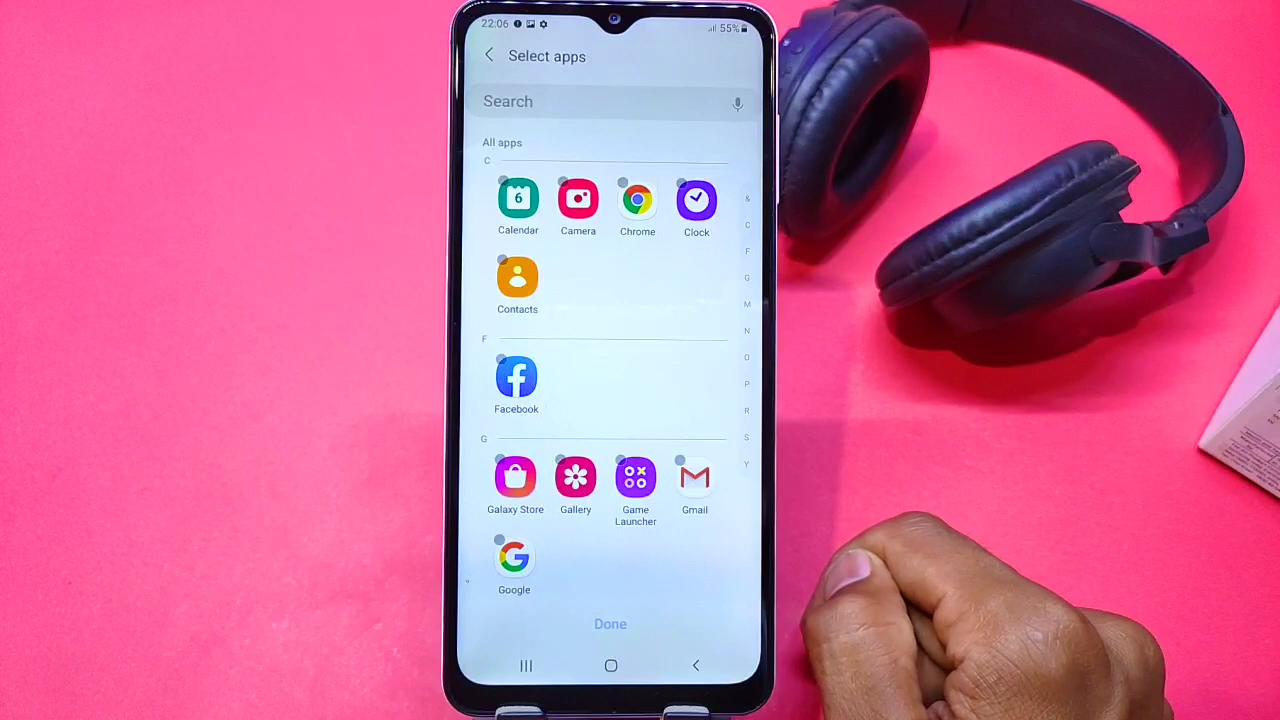 22:06
55%
Select apps
Search
All apps
C
6
Calendar
Camera
Chrome
Clock
Contacts
F
Facebook
G
Galaxy Store
Gallery
Game
Launcher
Gmail
Google
Done
&
C
F
G
M
N
O
P
R
S
Y